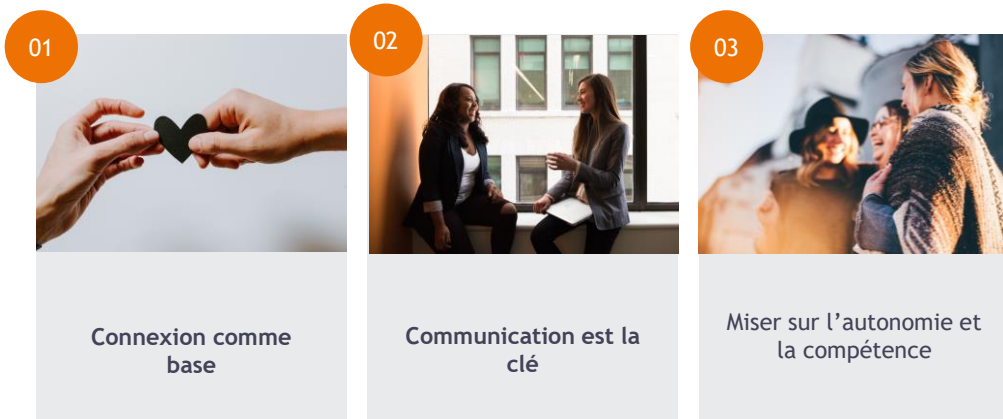 01
02
03
Connexion comme
base
Communication est la
clé
Miser sur l’autonomie et
la compétence